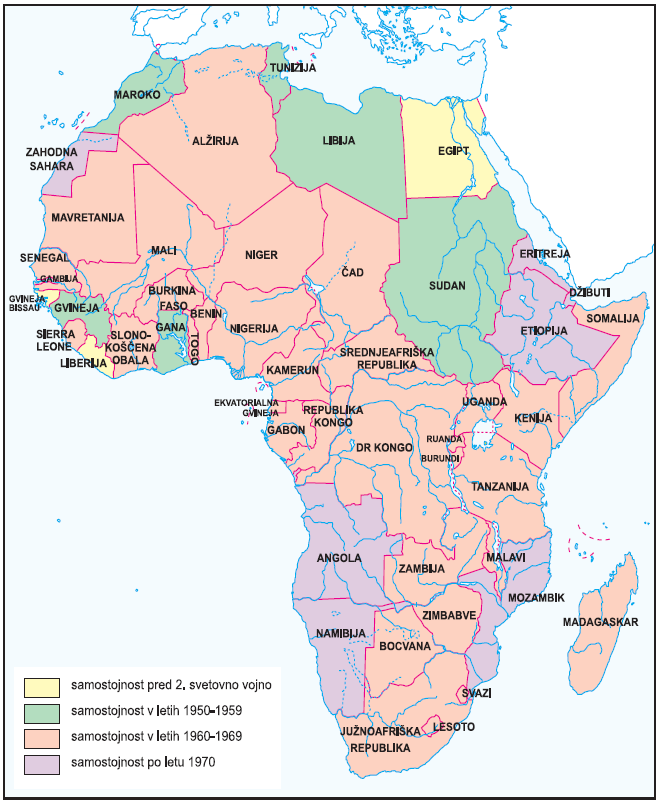 TUNIZIJA
MAROKO
ALŽIRIJA
LIBIJA
EGIPT
ZAHODNA
SAHARA
MAVRETANIJA
MALI
NIGER
ČAD
SUDAN
ERITREJA
SENEGAL
GAMBIJA
GVINEJA
BISSAU
GVINEJA
BURKINA
FASO
BENIN
DŽIBUTI
SOMALIJA
ETIOPIJA
SIERRA
LEONE
LIBERIJA
SLONO-
KOŠČENA
OBALA
GANA
TOGO
NIGERIJA
KAMERUN
SREDNJEAFRIŠKA
REPUBLIKA
EKVATORIALNA
GVINEJA
GABON
REPUBLIKA
KONGO
DR KONGO
UGANDA
KENIJA
RUANDA
BURUNDI
TANZANIJA
ANGOLA
ZAMBIJA
MALAVI
MOZAMBIK
NAMIBIJA
BOCVANA
ZIMBABVE
MADAGASKAR
SVAZI
LESOTO
JUŽNOAFRIŠKA
REPUBLIKA
samostojnost pred 2. svetovno vojno
samostojnost v letih 1950-1959
samostojnost v letih 1960-1969
samostojnost po letu 1970